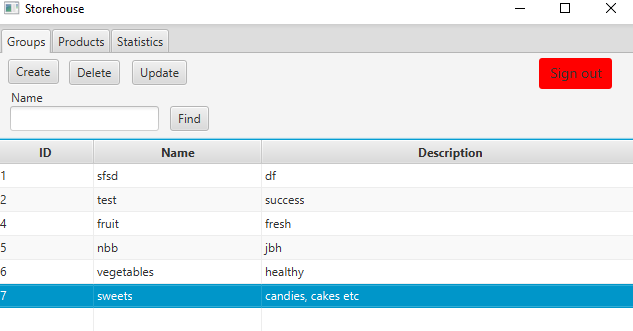 Storehouse
Groups Products Statistics
Create Delete Update Sign out
Name
Find
ID Name Description
1 sfsd df
2 test success
4 fruit fresh
5 nbb jbh
6 vegetables healthy
7 sweets candies, cakes etc